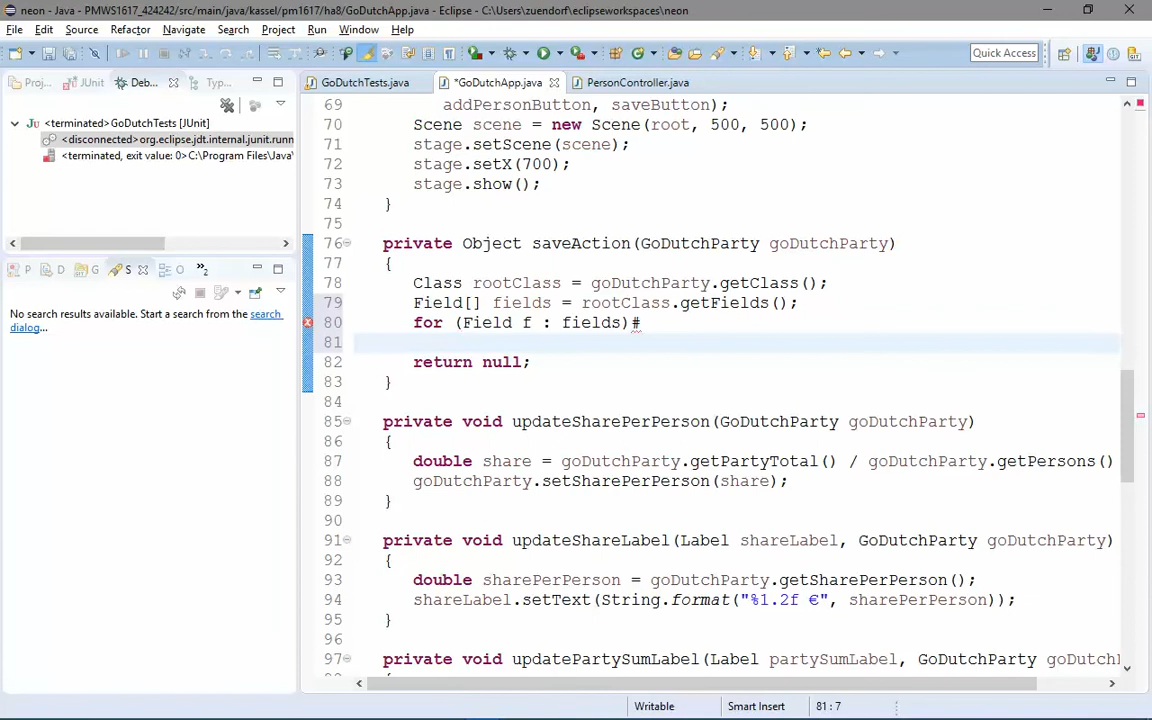 neon - Java - PMWS1617_424242/src/main/java/kassel/pm1617/ha8/GoDutchApp.java - Eclipse - C:\Users\zuendorf\eclipseworkspaces\neon
File Edit Source Refactor Navigate Search Project Run Window Help
Quick Access
Proj... JUnit Deb... Typ...
GoDutchTests.java *GoDutchApp.java PersonController.java
<terminated>GoDutchTests [JUnit]
<disconnected>org.eclipse.jdt.internal.junit.runn
<terminated, exit value: 0>C:\Program Files\Java\
P D G S O »2
No search results available. Start a search from the search dialog...
69 addPersonButton, saveButton);
70 Scene scene = new Scene(root, 500, 500);
71 stage.setScene(scene);
72 stage.setX(700);
73 stage.show();
74 }
75
76 private Object saveAction(GoDutchParty goDutchParty)
77 {
78 Class rootClass = goDutchParty.getClass();
79 Field[] fields = rootClass.getFields();
80 for (Field f : fields)#
81
82 return null;
83 }
84
85 private void updateSharePerPerson(GoDutchParty goDutchParty)
86 {
87 double share = goDutchParty.getPartyTotal() / goDutchParty.getPersons()
88 goDutchParty.setSharePerPerson(share);
89 }
90
91 private void updateShareLabel(Label shareLabel, GoDutchParty goDutchParty)
92 {
93 double sharePerPerson = goDutchParty.getSharePerPerson();
94 shareLabel.setText(String.format("%1.2f €", sharePerPerson));
95 }
96
97 private void updatePartySumLabel(Label partySumLabel, GoDutchParty goDutch
Writable Smart Insert 81 : 7